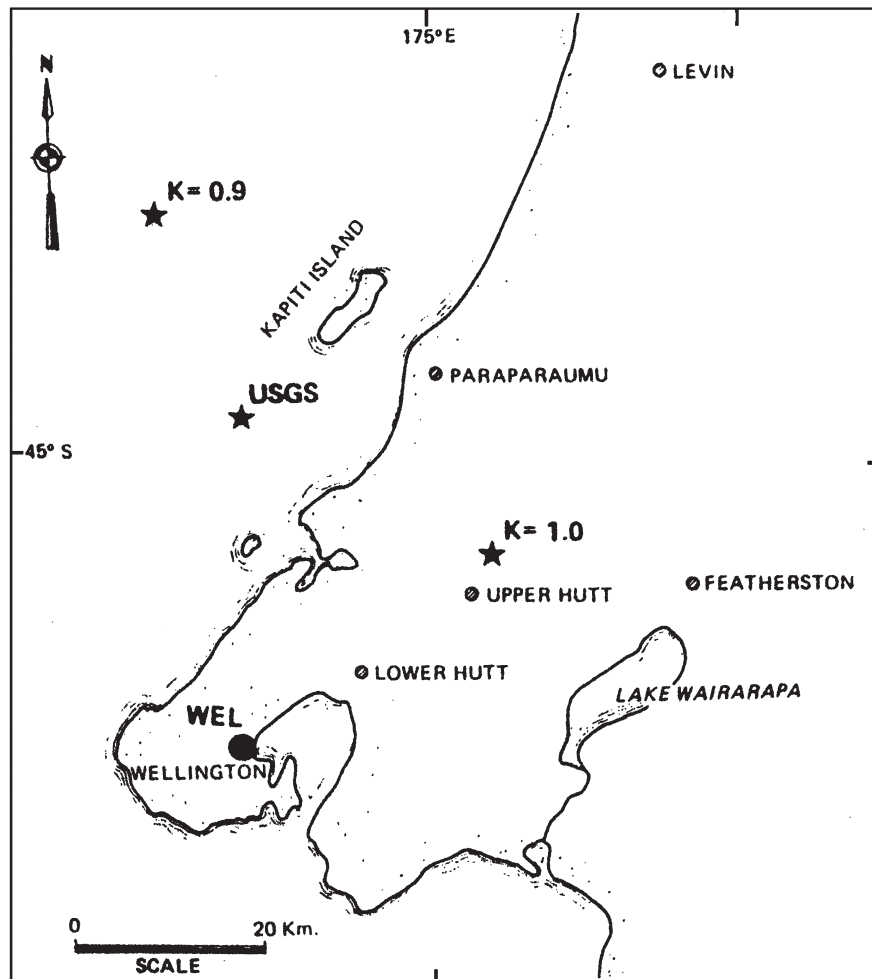 175° E
LEVIN
N
K= 0.9
KAPITI ISLAND
USGS
PARAPARAUMU
45° S
K= 1.0
FEATHERSTON
UPPER HUTT
LOWER HUTT
LAKE WAIRARAPA
WEL
WELLINGTON
0 20 Km.
SCALE